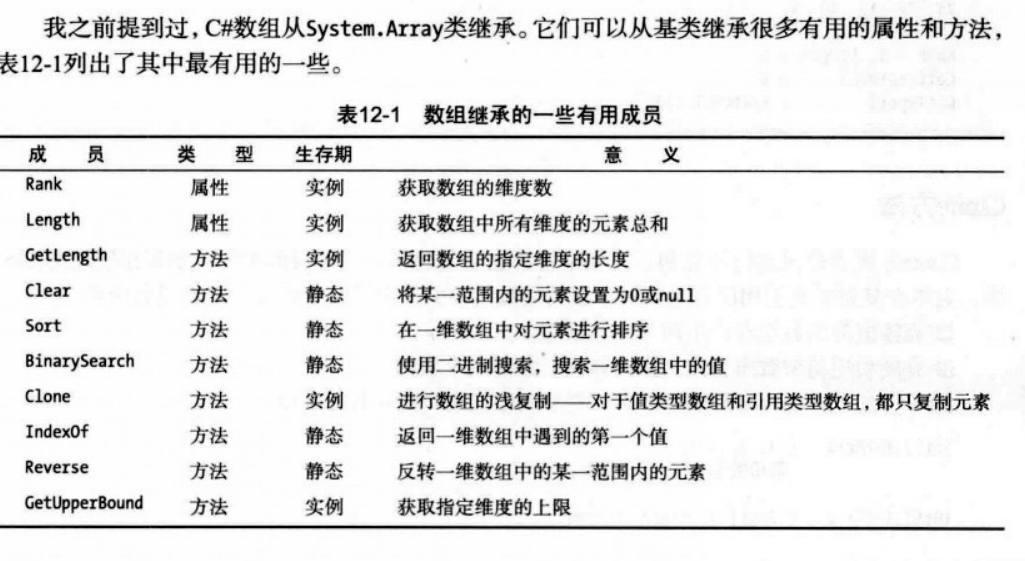 我之前提到过，C#数组从System.Array类继承。它们可以从基类继承很多有用的属性和方法，
表12-1列出了其中最有用的一些。
表12-1 数组继承的一些有用成员
成 员 类 型 生存期 意 义
Rank 属性 实例 获取数组的维度数
Length 属性 实例 获取数组中所有维度的元素总和
GetLength 方法 实例 返回数组的指定维度的长度
Clear 方法 静态 将某一范围内的元素设置为0或null
Sort 方法 静态 在一维数组中对元素进行排序
BinarySearch 方法 静态 使用二进制搜索，搜索一维数组中的值
Clone 方法 实例 进行数组的浅复制——对于值类型数组和引用类型数组，都只复制元素
IndexOf 方法 静态 返回一维数组中遇到的第一个值
Reverse 方法 静态 反转一维数组中的某一范围内的元素
GetUpperBound 方法 实例 获取指定维度的上限